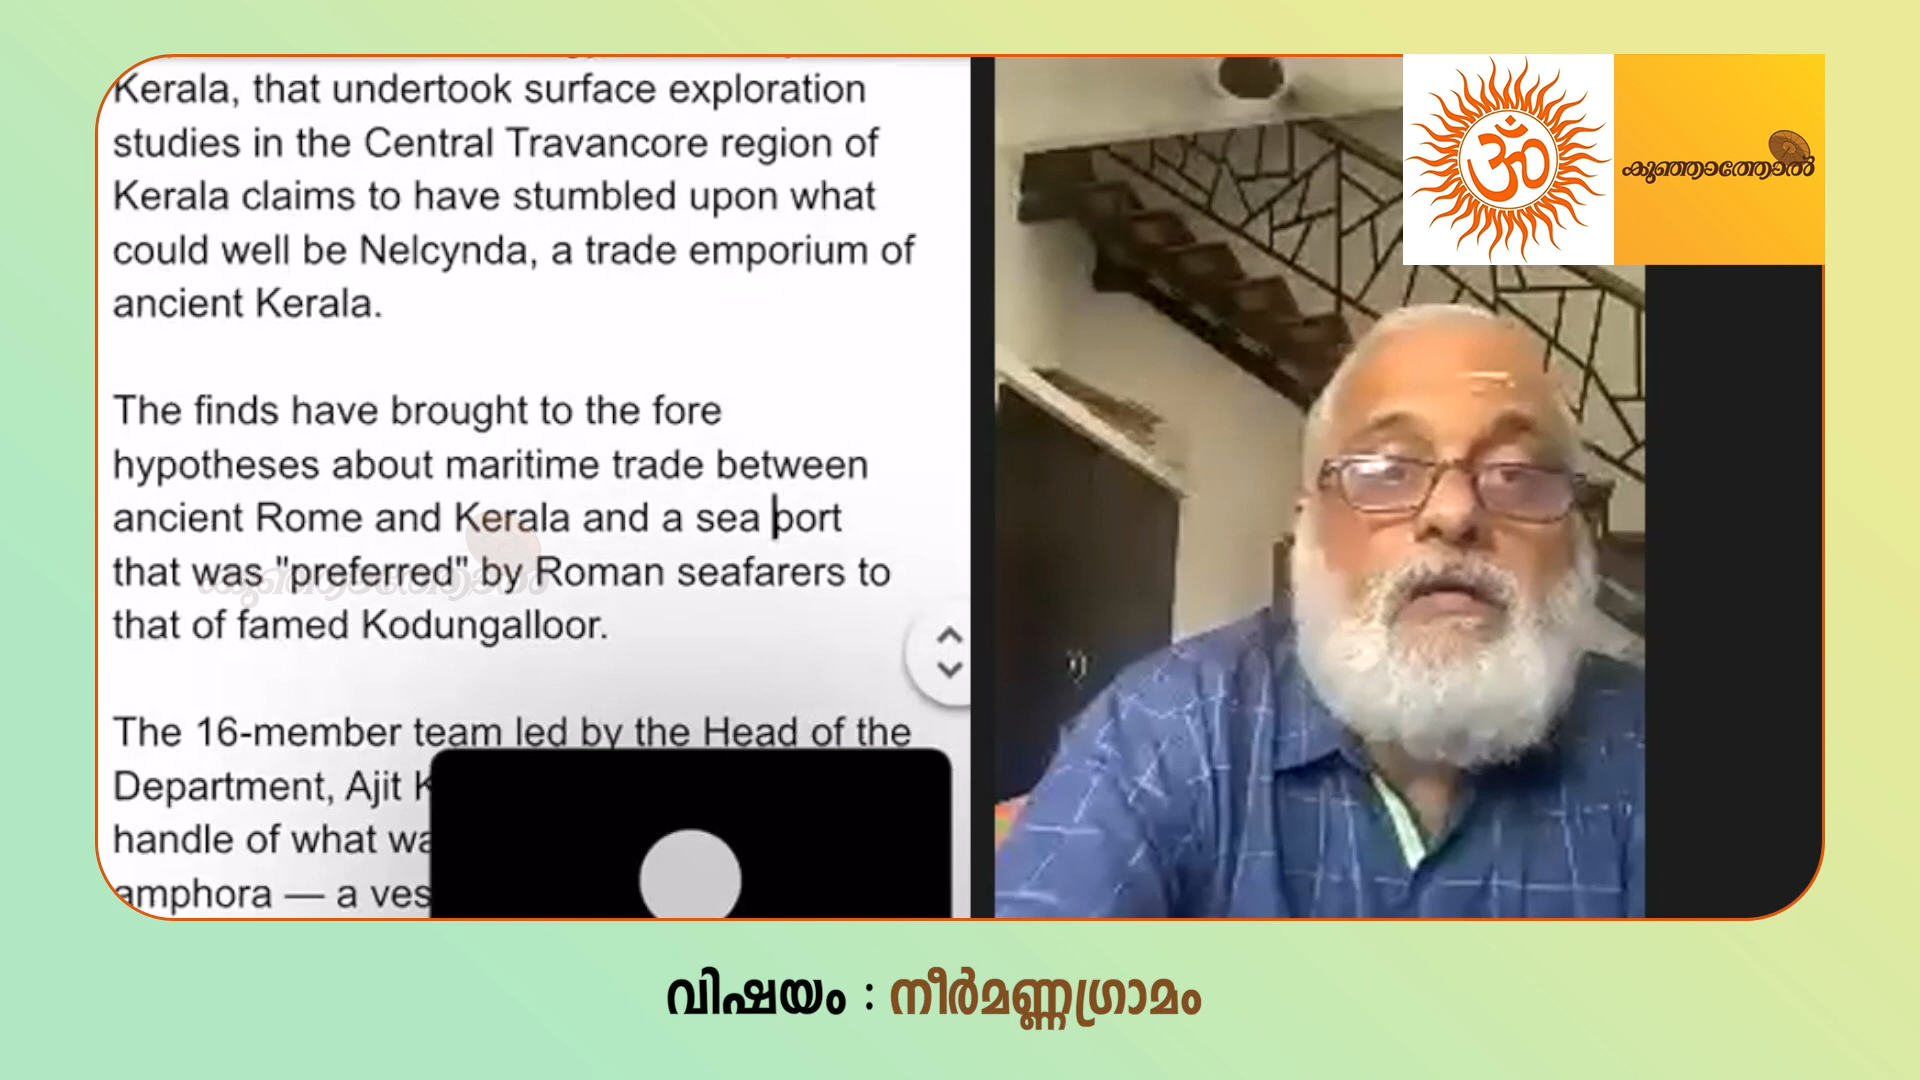 Kerala, that undertook surface exploration
studies in the Central Travancore region of
Kerala claims to have stumbled upon what
could well be Nelcynda, a trade emporium of
ancient Kerala.
The finds have brought to the fore
hypotheses about maritime trade between
ancient Rome and Kerala and a sea port
that was "preferred" by Roman seafarers to
that of famed Kodungalloor.
The 16-member team led by the Head of the
Department, Ajit K
handle of what wa
amphora — a ves
ॐ
കുഞ്ഞാത്തോൽ
കുഞ്ഞാത്തോൽ
വിഷയം : നീർമണ്ണഗ്രാമം